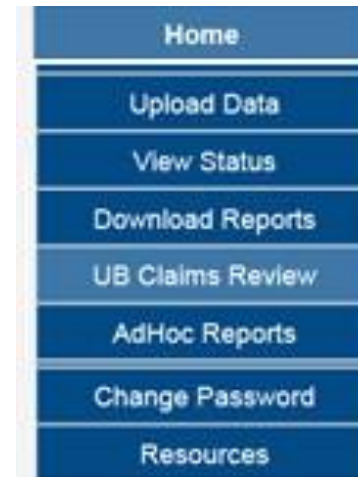 Home
Upload Data
View Status
Download Reports
UB Claims Review
AdHoc Reports
Change Password
Resources